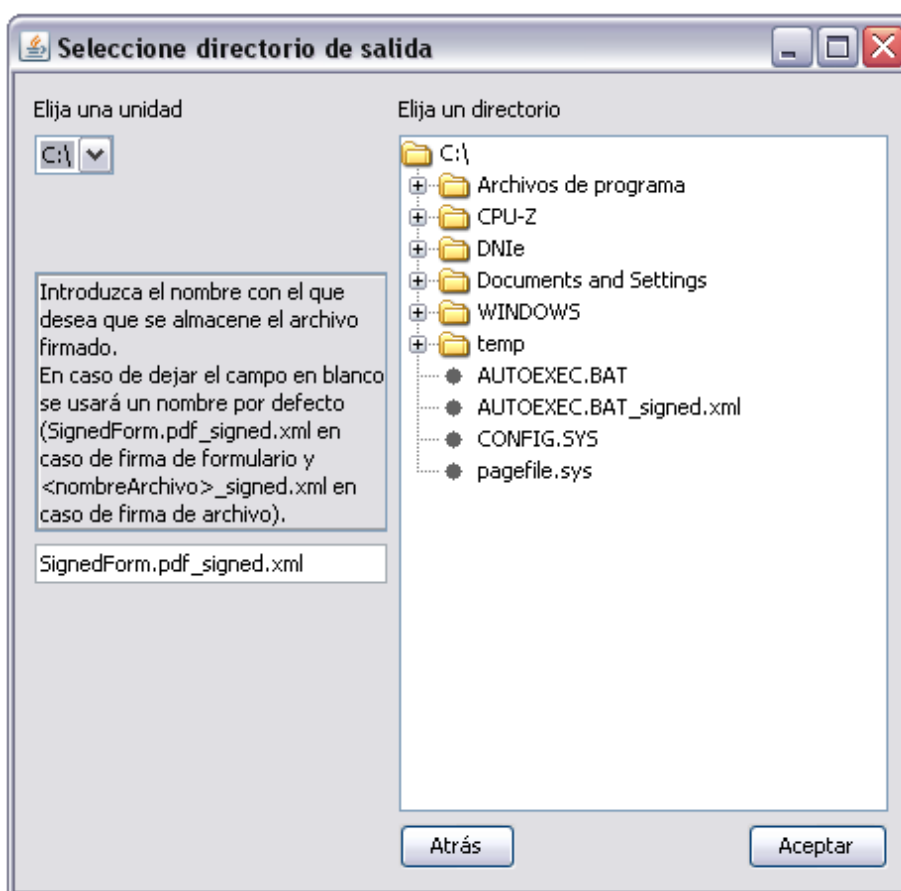 Seleccione directorio de salida
Elija una unidad
C:\
Introduzca el nombre con el que
desea que se almacene el archivo
firmado.
En caso de dejar el campo en blanco
se usará un nombre por defecto
(SignedForm.pdf_signed.xml en
caso de firma de formulario y
<nombreArchivo>_signed.xml en
caso de firma de archivo).
SignedForm.pdf_signed.xml
Elija un directorio
C:\
Archivos de programa
CPU-Z
DNIe
Documents and Settings
WINDOWS
temp
AUTOEXEC.BAT
AUTOEXEC.BAT_signed.xml
CONFIG.SYS
pagefile.sys
Atrás
Aceptar